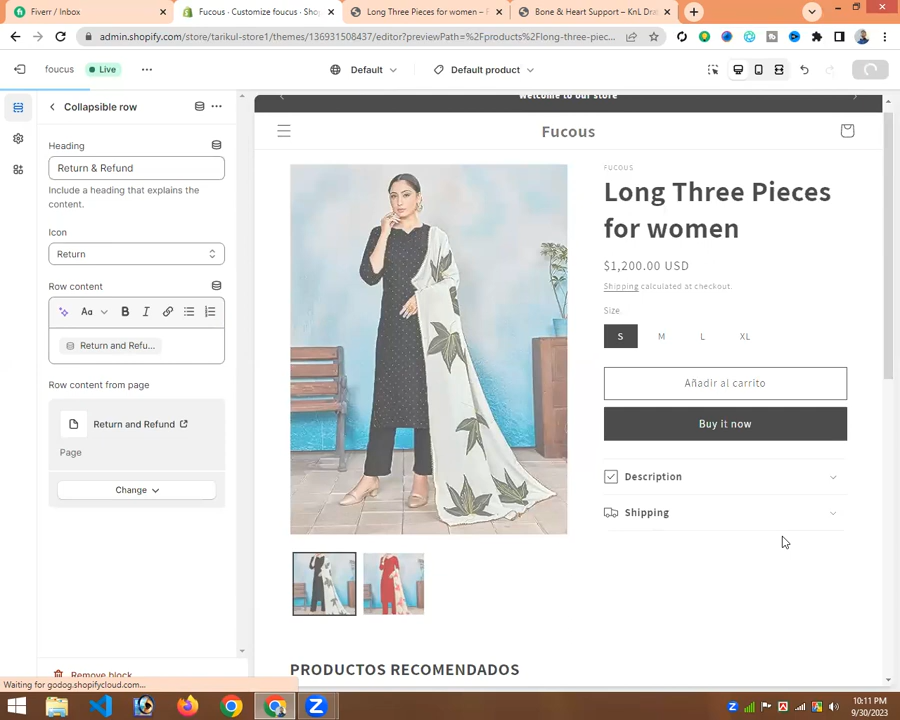 Fiverr / Inbox
Fucous · Customize foucus · Sho
Long Three Pieces for women – F
Bone & Heart Support – KnL Dra
admin.shopify.com/store/tarikul-store1/themes/136931508437/editor?previewPath=%2Fproducts%2Flong-three-piec...
foucus
Live
Default
Default product
Collapsible row
Heading
Return & Refund
Include a heading that explains the
content.
Icon
Return
Row content
Aa
B
I
Return and Refu...
Row content from page
Return and Refund
Page
Change
Remove block
Welcome to our store
Fucous
FUCOUS
Long Three Pieces
for women
$1,200.00 USD
Shipping calculated at checkout.
Size
S
M
L
XL
Añadir al carrito
Buy it now
Description
Shipping
PRODUCTOS RECOMENDADOS
Waiting for godog.shopifycloud.com...
10:11 PM
9/30/2023